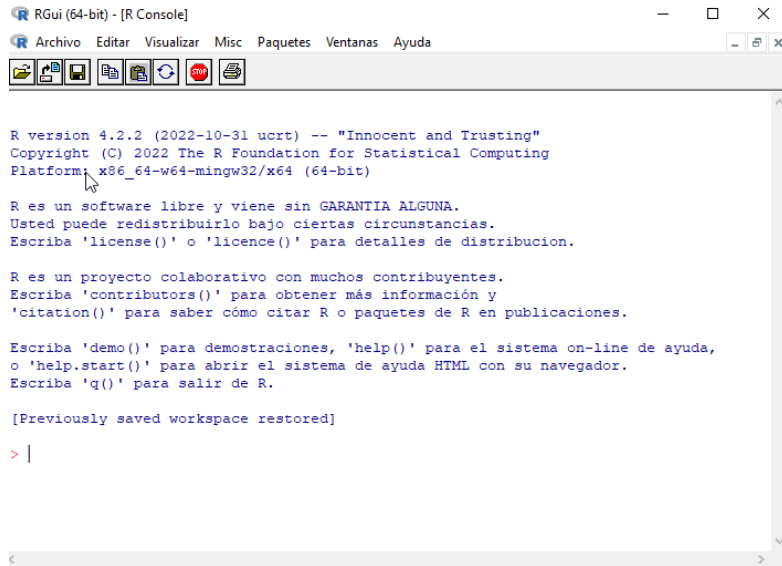 RGui (64-bit) - [R Console]
Archivo Editar Visualizar Misc Paquetes Ventanas Ayuda
STOP
R version 4.2.2 (2022-10-31 ucrt) -- "Innocent and Trusting"
Copyright (C) 2022 The R Foundation for Statistical Computing
Platform: x86_64-w64-mingw32/x64 (64-bit)
R es un software libre y viene sin GARANTIA ALGUNA.
Usted puede redistribuirlo bajo ciertas circunstancias.
Escriba 'license()' o 'licence()' para detalles de distribucion.
R es un proyecto colaborativo con muchos contribuyentes.
Escriba 'contributors()' para obtener más información y
'citation()' para saber cómo citar R o paquetes de R en publicaciones.
Escriba 'demo()' para demostraciones, 'help()' para el sistema on-line de ayuda,
o 'help.start()' para abrir el sistema de ayuda HTML con su navegador.
Escriba 'q()' para salir de R.
[Previously saved workspace restored]
>